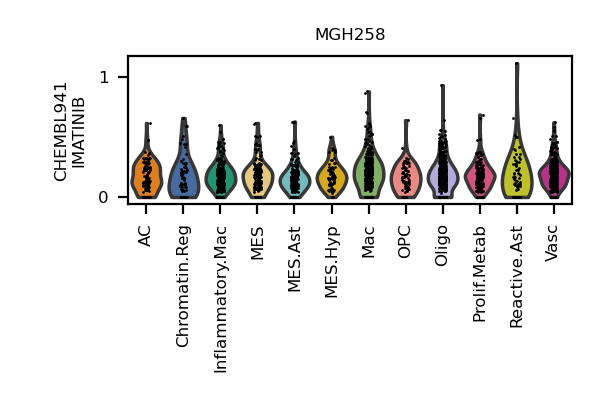 MGH258
CHEMBL941
IMATINIB
1
0
AC
Chromatin.Reg
Inflammatory.Mac
MES
MES.Ast
MES.Hyp
Mac
OPC
Oligo
Prolif.Metab
Reactive.Ast
Vasc